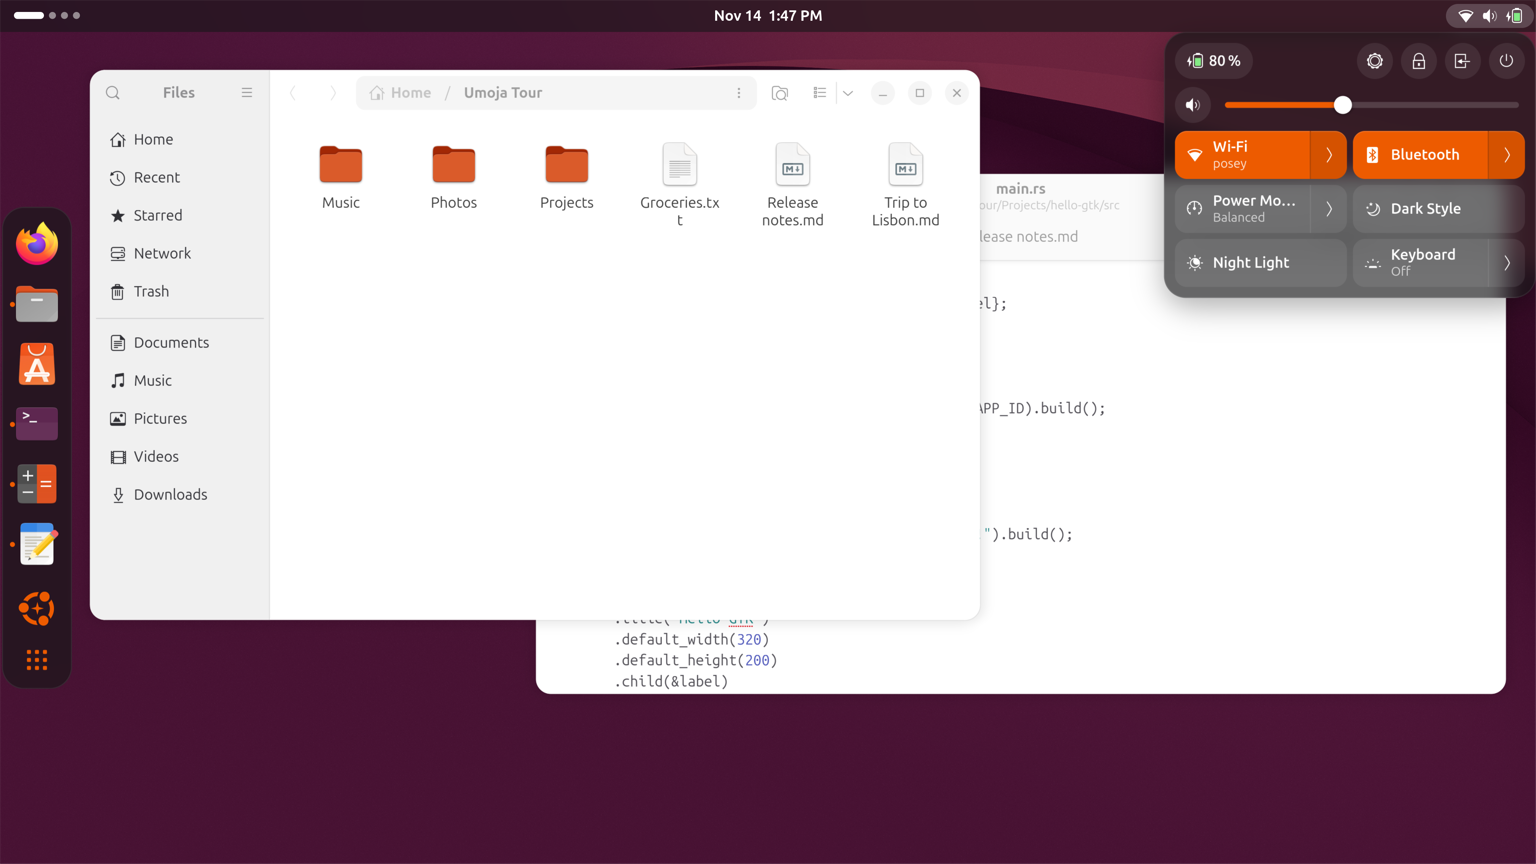 Nov 14 1:47 PM
80 %
Wi-Fi
posey
Bluetooth
Power Mo...
Balanced
Dark Style
Night Light
Keyboard
Off
Files
Home / Umoja Tour
Home
Recent
Starred
Network
Trash
Documents
Music
Pictures
Videos
Downloads
Music
Photos
Projects
Groceries.tx
t
Release
notes.md
Trip to
Lisbon.md
main.rs
our/Projects/hello-gtk/src
lease notes.md
el};
APP_ID).build();
").build();
.title("Hello GTK")
.default_width(320)
.default_height(200)
.child(&label)